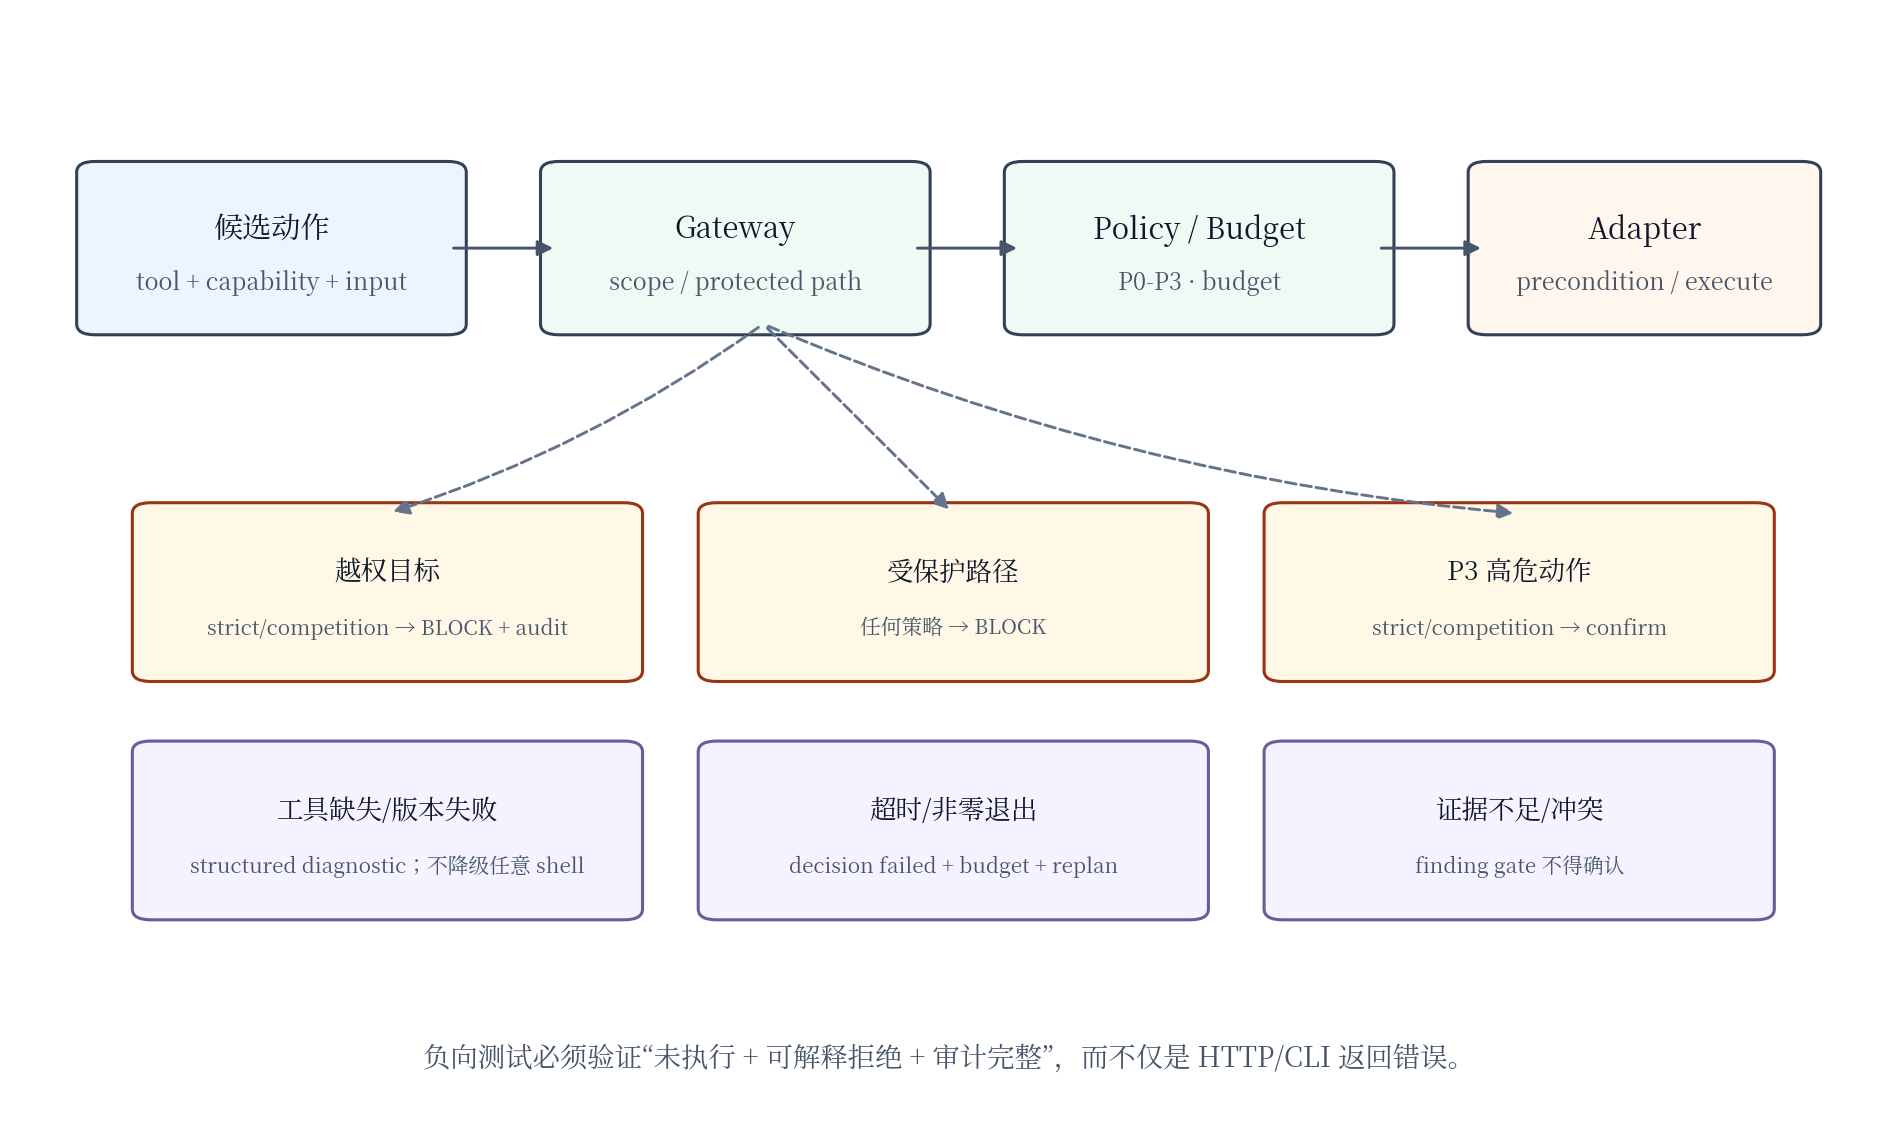 候选动作
tool + capability + input
Gateway
scope / protected path
Policy / Budget
P0-P3 · budget
Adapter
precondition / execute
越权目标
strict/competition → BLOCK + audit
受保护路径
任何策略 → BLOCK
P3 高危动作
strict/competition → confirm
工具缺失/版本失败
structured diagnostic；不降级任意 shell
超时/非零退出
decision failed + budget + replan
证据不足/冲突
finding gate 不得确认
负向测试必须验证“未执行 + 可解释拒绝 + 审计完整”，而不仅是 HTTP/CLI 返回错误。